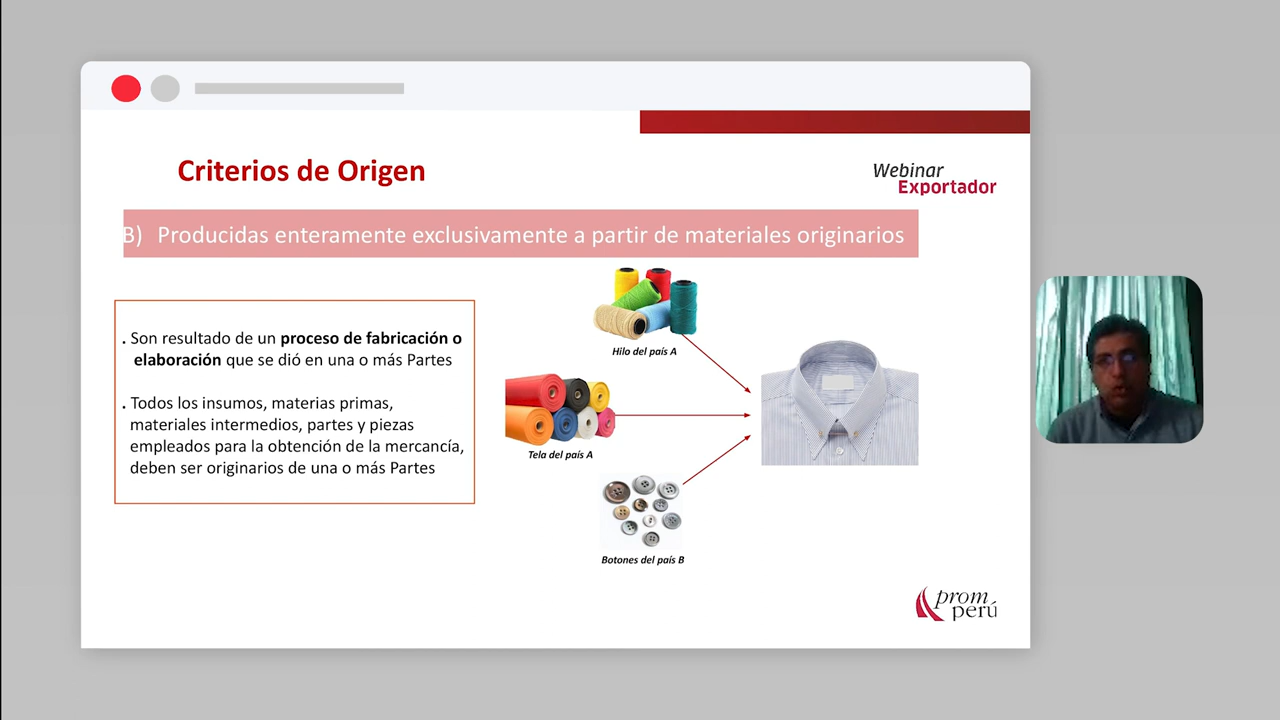 Criterios de Origen
Webinar
Exportador
B) Producidas enteramente exclusivamente a partir de materiales originarios
. Son resultado de un proceso de fabricación o
elaboración que se dió en una o más Partes
. Todos los insumos, materias primas,
materiales intermedios, partes y piezas
empleados para la obtención de la mercancía,
deben ser originarios de una o más Partes
Hilo del país A
Tela del país A
Botones del país B
prom
perú